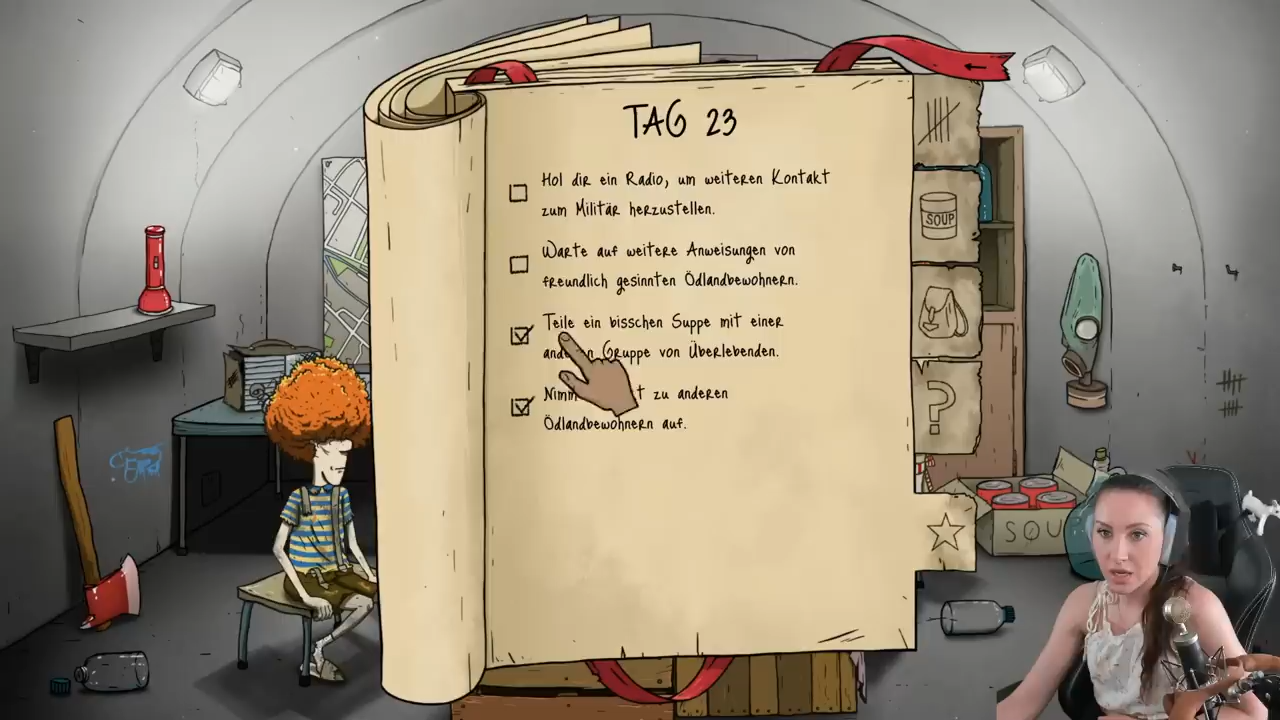 TAG 23
Hol dir ein Radio, um weiteren Kontakt
zum Militär herzustellen.
Warte auf weitere Anweisungen von
freundlich gesinnten Ödlandbewohnern.
Teile ein bisschen Suppe mit einer
Gruppe von Überlebenden.
zu anderen
Ödlandbewohnern auf.
SOUP
SOU